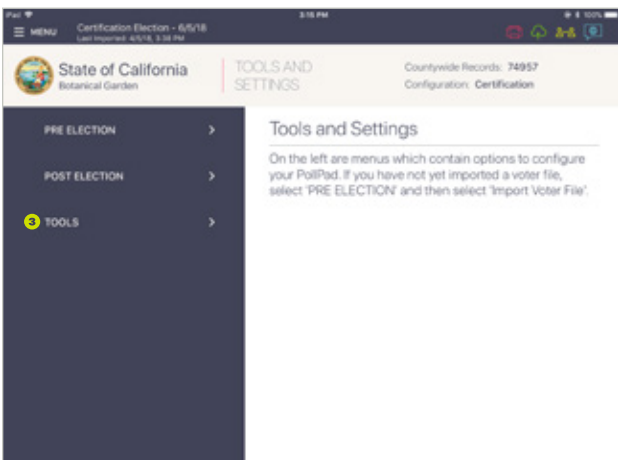 iPad 3:15 PM 100%
MENU Certification Election - 6/5/18
Last Imported: 4/5/18, 3:38 PM
State of California
Botanical Garden
TOOLS AND
SETTINGS
Countywide Records: 74957
Configuration: Certification
PRE ELECTION
POST ELECTION
3 TOOLS
Tools and Settings
On the left are menus which contain options to configure
your PollPad. If you have not yet imported a voter file,
select 'PRE ELECTION' and then select 'Import Voter File'.